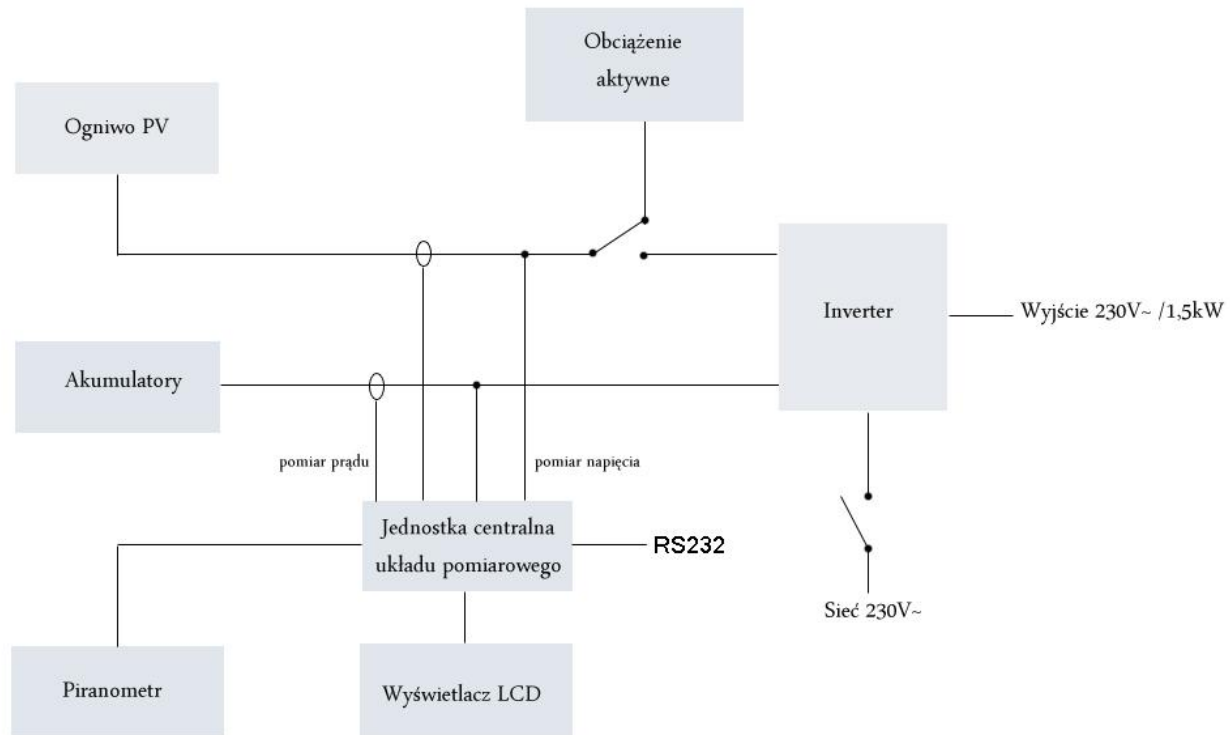 Obciążenie
aktywne
Ogniwo PV
Inverter
Wyjście 230V~ /1,5kW
Akumulatory
pomiar prądu
pomiar napięcia
Jednostka centralna
układu pomiarowego
RS232
Sieć 230V~
Piranometr
Wyświetlacz LCD